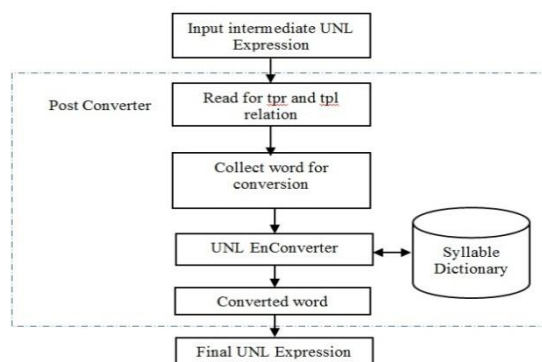 Input intermediate UNL
Expression
Post Converter
Read for tpr and tpl
relation
Collect word for
conversion
UNL EnConverter
Syllable
Dictionary
Converted word
Final UNL Expression